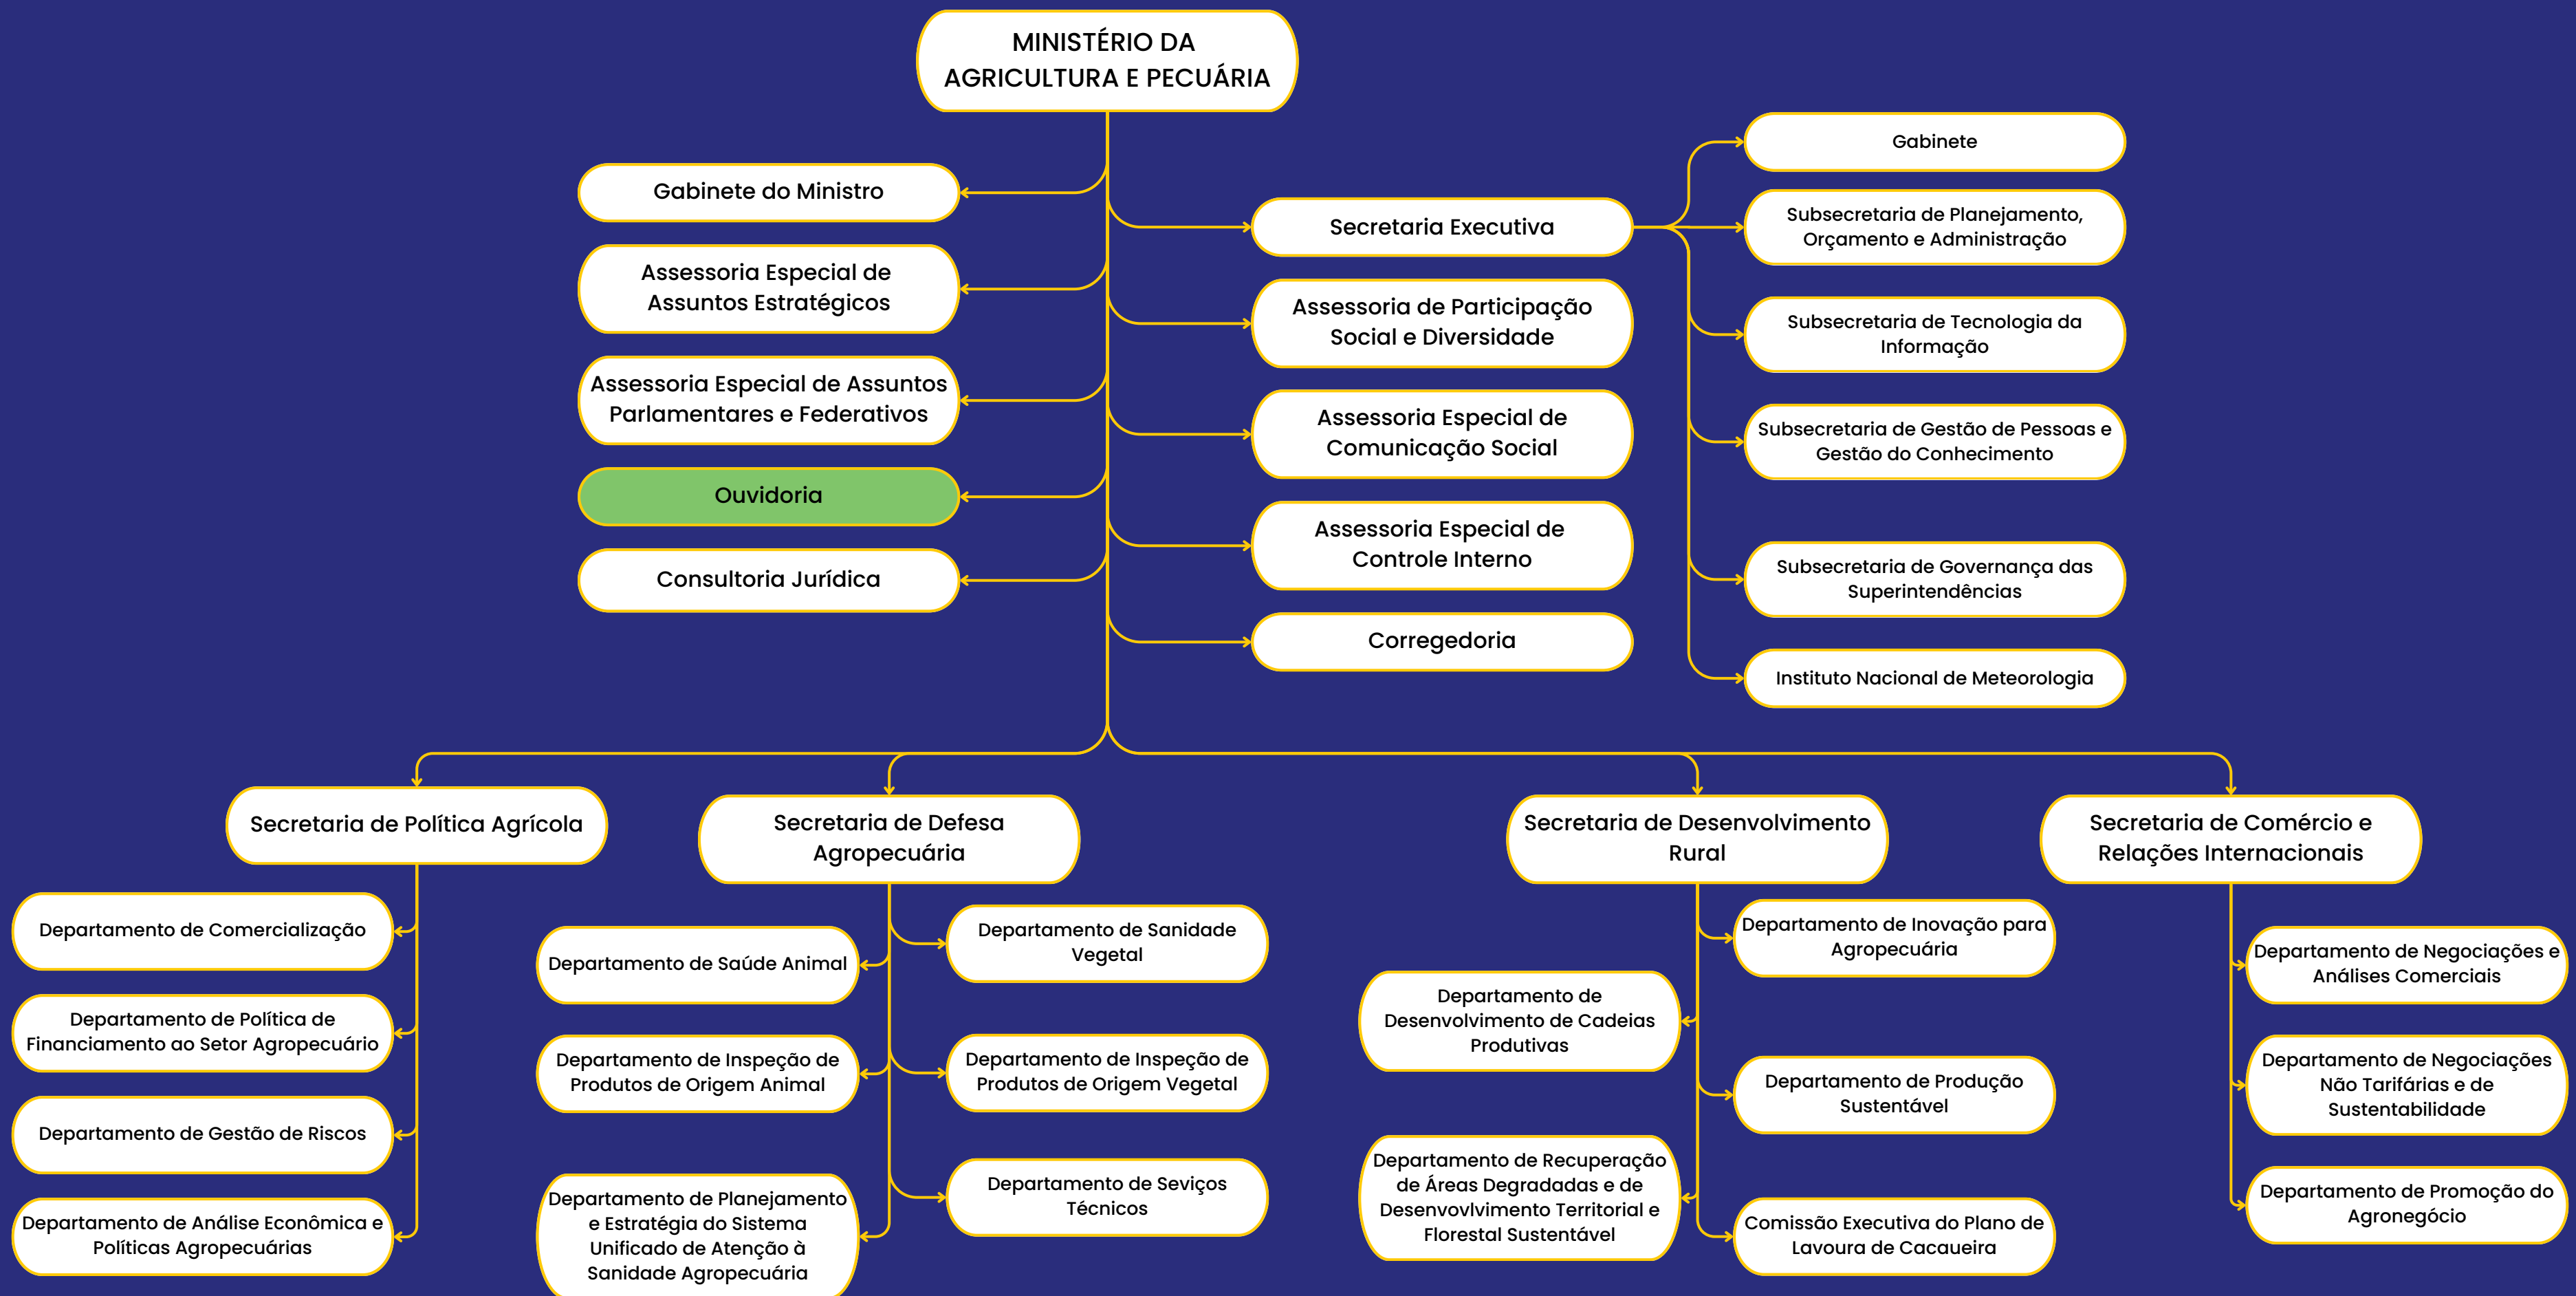 MINISTÉRIO DA
AGRICULTURA E PECUÁRIA
Gabinete do Ministro
Assessoria Especial de
Assuntos Estratégicos
Assessoria Especial de Assuntos
Parlamentares e Federativos
Ouvidoria
Consultoria Jurídica
Secretaria Executiva
Assessoria de Participação
Social e Diversidade
Assessoria Especial de
Comunicação Social
Assessoria Especial de
Controle Interno
Corregedoria
Gabinete
Subsecretaria de Planejamento,
Orçamento e Administração
Subsecretaria de Tecnologia da
Informação
Subsecretaria de Gestão de Pessoas e
Gestão do Conhecimento
Subsecretaria de Governança das
Superintendências
Instituto Nacional de Meteorologia
Secretaria de Política Agrícola
Departamento de Comercialização
Departamento de Política de
Financiamento ao Setor Agropecuário
Departamento de Gestão de Riscos
Departamento de Análise Econômica e
Políticas Agropecuárias
Secretaria de Defesa
Agropecuária
Departamento de Saúde Animal
Departamento de Inspeção de
Produtos de Origem Animal
Departamento de Planejamento
e Estratégia do Sistema
Unificado de Atenção à
Sanidade Agropecuária
Departamento de Sanidade
Vegetal
Departamento de Inspeção de
Produtos de Origem Vegetal
Departamento de Seviços
Técnicos
Secretaria de Desenvolvimento
Rural
Departamento de
Desenvolvimento de Cadeias
Produtivas
Departamento de Recuperação
de Áreas Degradadas e de
Desenvovlvimento Territorial e
Florestal Sustentável
Departamento de Inovação para
Agropecuária
Departamento de Produção
Sustentável
Comissão Executiva do Plano de
Lavoura de Cacaueira
Secretaria de Comércio e
Relações Internacionais
Departamento de Negociações e
Análises Comerciais
Departamento de Negociações
Não Tarifárias e de
Sustentabilidade
Departamento de Promoção do
Agronegócio